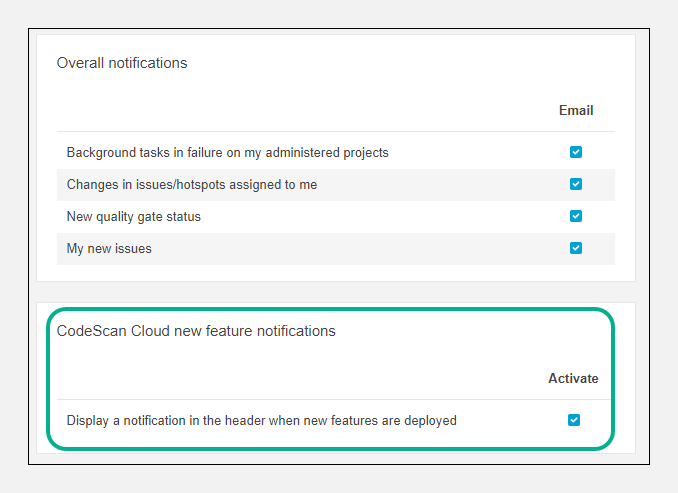 Overall notifications
Email
Background tasks in failure on my administered projects
Changes in issues/hotspots assigned to me
New quality gate status
My new issues
CodeScan Cloud new feature notifications
Activate
Display a notification in the header when new features are deployed